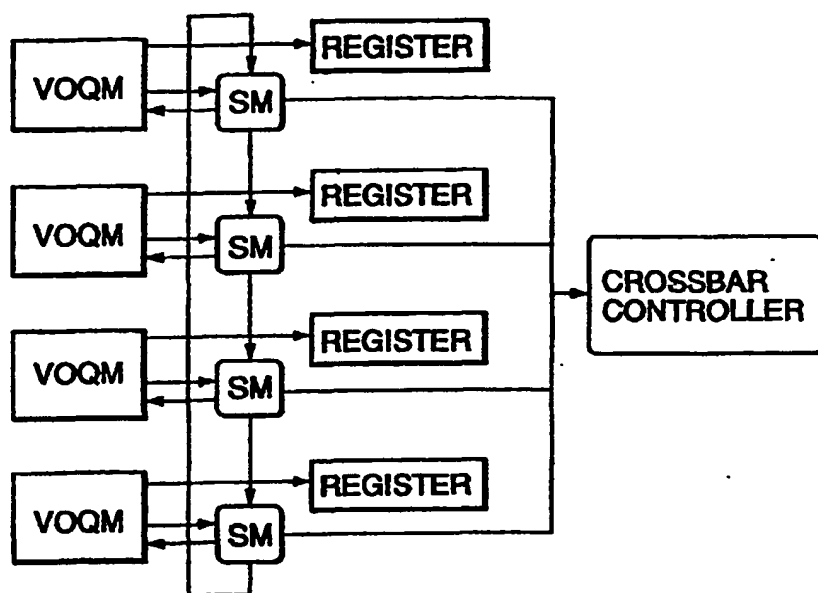 REGISTER
VOQM
SM
REGISTER
VOQM
SM
CROSSBAR
CONTROLLER
REGISTER
VOQM
SM
REGISTER
VOQM
SM